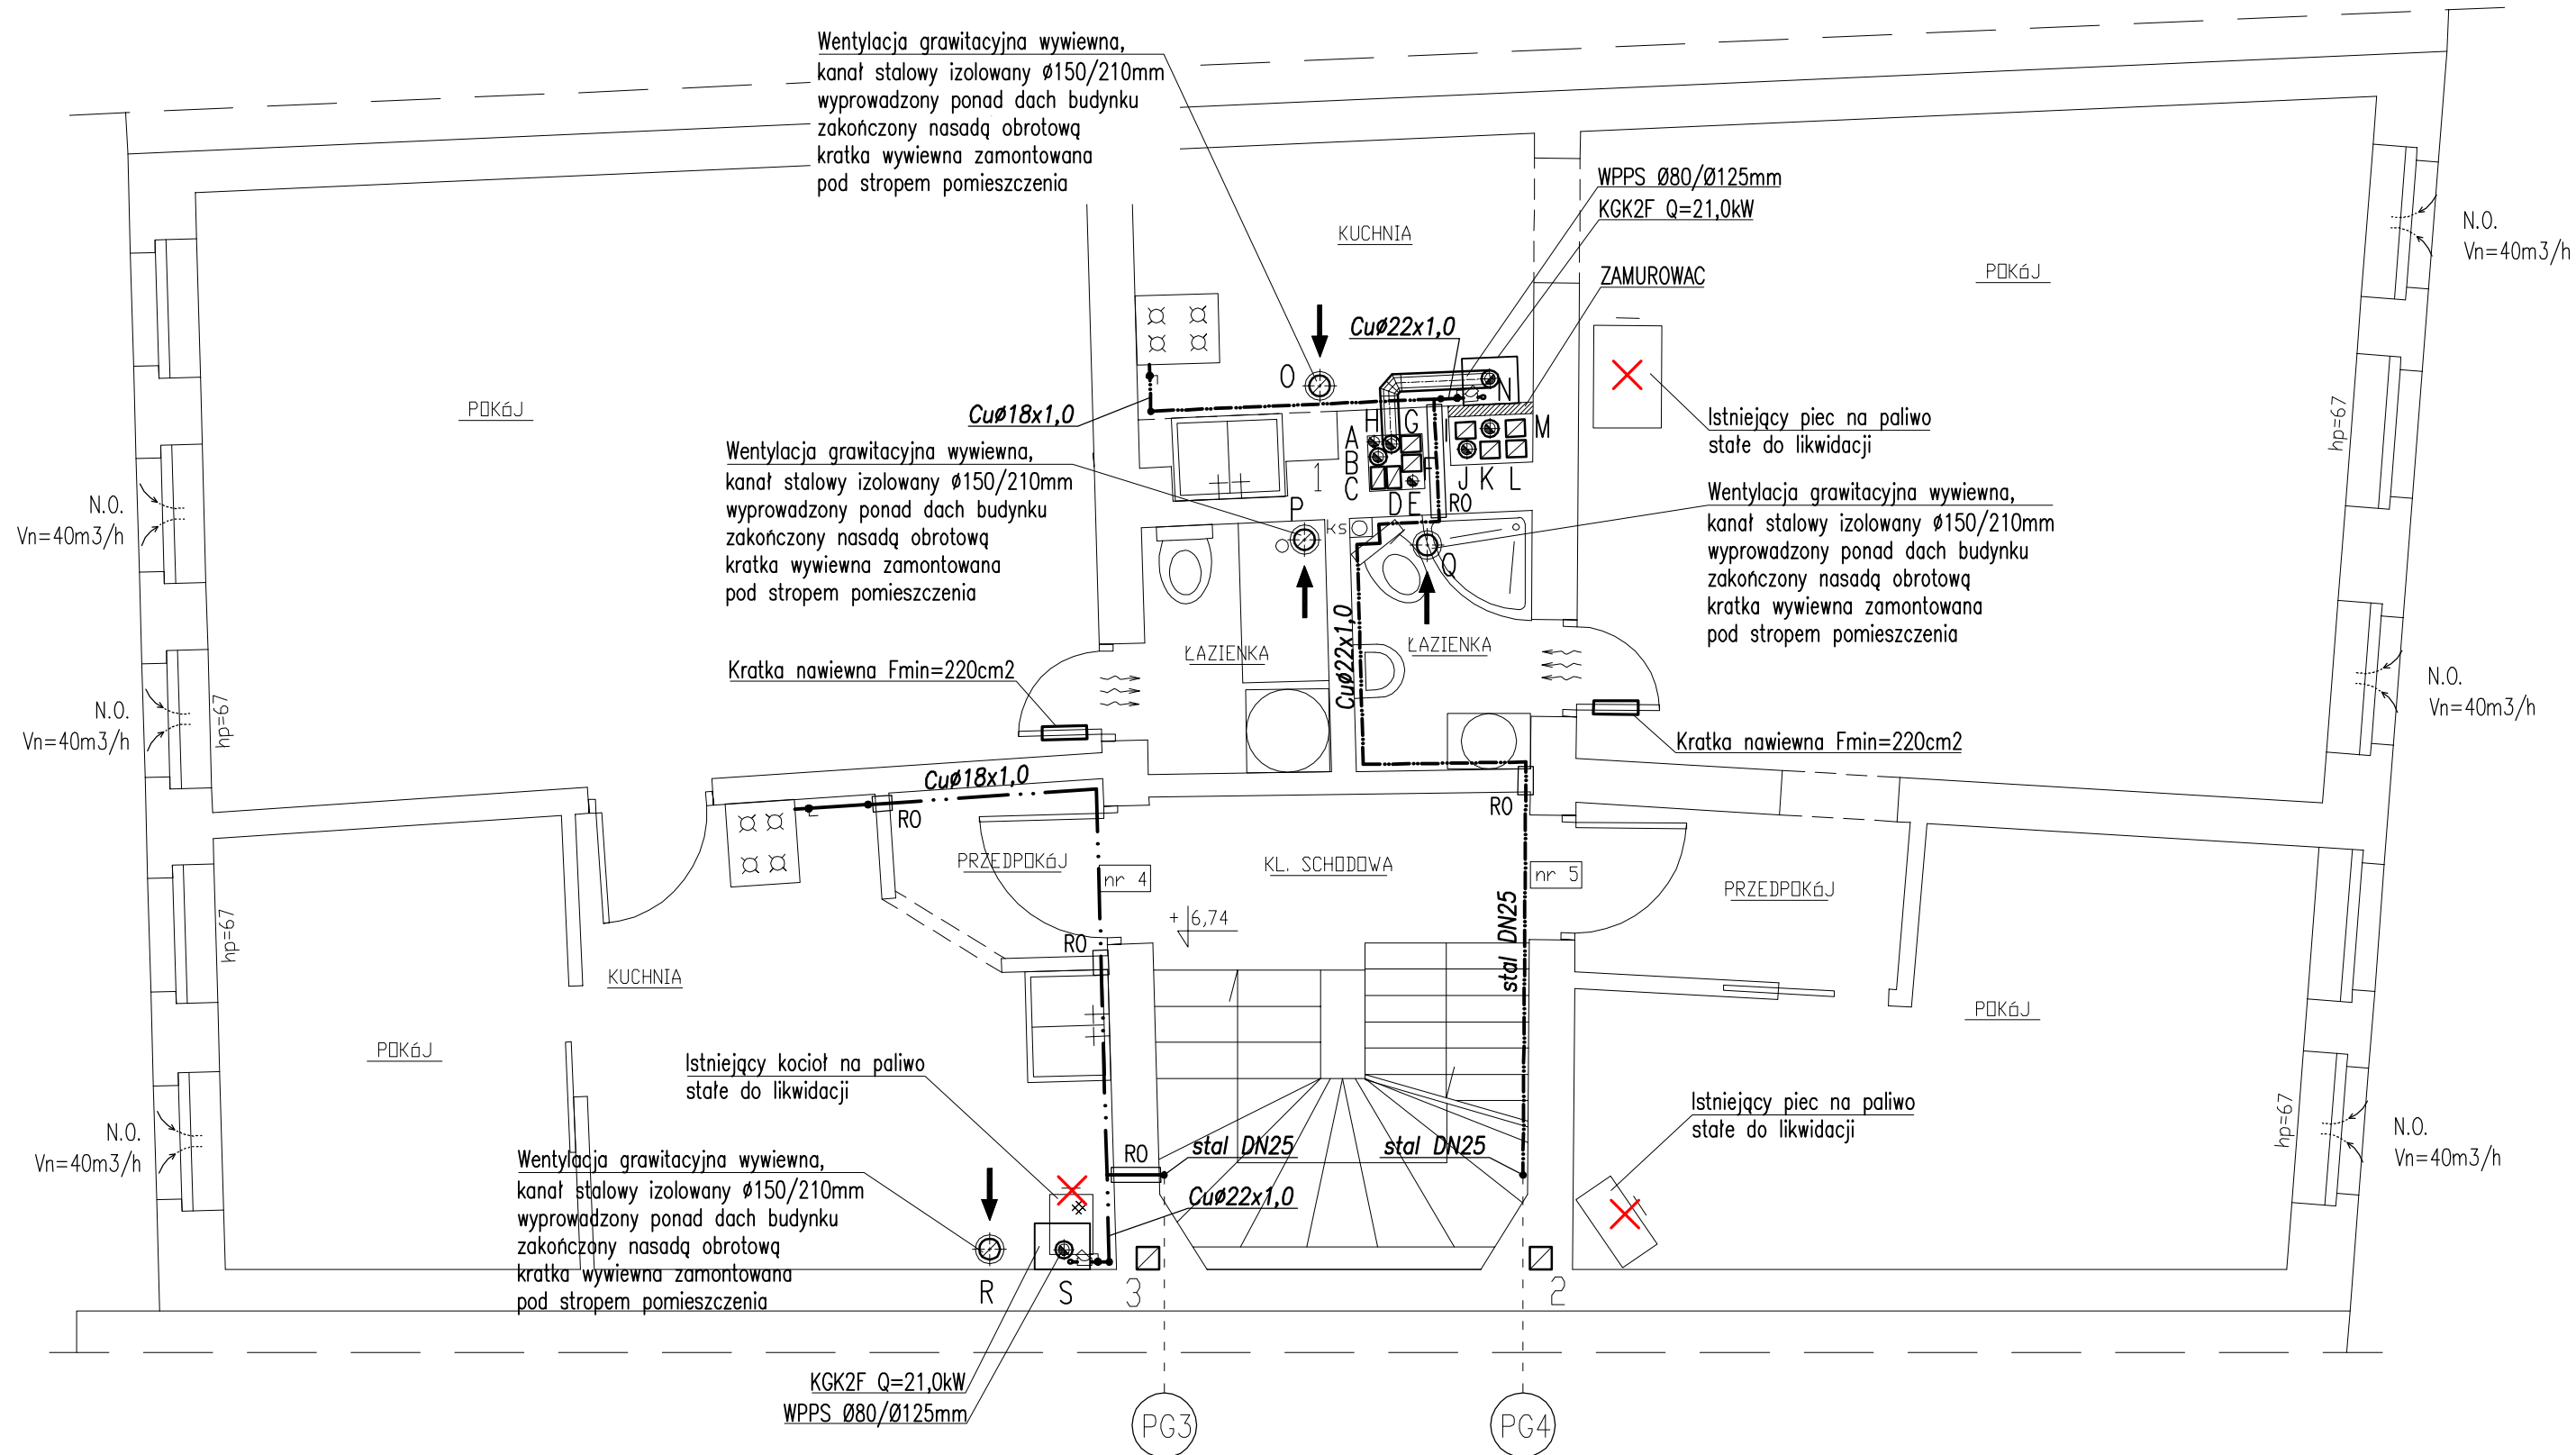 Wentylacja grawitacyjna wywiewna,
kanał stalowy izolowany ø150/210mm
wyprowadzony ponad dach budynku
zakończony nasadą obrotową
kratka wywiewna zamontowana
pod stropem pomieszczenia
WPPS Ø80/Ø125mm
KGK2F Q=21,0kW
ZAMUROWAC
KUCHNIA
POKóJ
N.O.
Vn=40m3/h
Cuø22x1,0
O
N
Cuø18x1,0
POKóJ
H
G
I
M
A
B
C
F
D
E
J
K
L
1
RO
Istniejący piec na paliwo
stałe do likwidacji
hp=67
Wentylacja grawitacyjna wywiewna,
kanał stalowy izolowany ø150/210mm
wyprowadzony ponad dach budynku
zakończony nasadą obrotową
kratka wywiewna zamontowana
pod stropem pomieszczenia
P
ks
Q
Wentylacja grawitacyjna wywiewna,
kanał stalowy izolowany ø150/210mm
wyprowadzony ponad dach budynku
zakończony nasadą obrotową
kratka wywiewna zamontowana
pod stropem pomieszczenia
N.O.
Vn=40m3/h
N.O.
Vn=40m3/h
hp=67
Kratka nawiewna Fmin=220cm2
ŁAZIENKA
Cuø22x1,0
ŁAZIENKA
Kratka nawiewna Fmin=220cm2
N.O.
Vn=40m3/h
Cuø18x1,0
RO
RO
PRZEDPOKóJ
nr 4
KL. SCHODOWA
nr 5
PRZEDPOKóJ
+6,74
hp=67
RO
stal DN25
KUCHNIA
POKóJ
POKóJ
Istniejący kocioł na paliwo
stałe do likwidacji
Istniejący piec na paliwo
stałe do likwidacji
hp=67
N.O.
Vn=40m3/h
N.O.
Vn=40m3/h
RO
stal DN25
stal DN25
Cuø22x1,0
Wentylacja grawitacyjna wywiewna,
kanał stalowy izolowany ø150/210mm
wyprowadzony ponad dach budynku
zakończony nasadą obrotową
kratka wywiewna zamontowana
pod stropem pomieszczenia
R
S
3
2
KGK2F Q=21,0kW
WPPS Ø80/Ø125mm
PG3
PG4